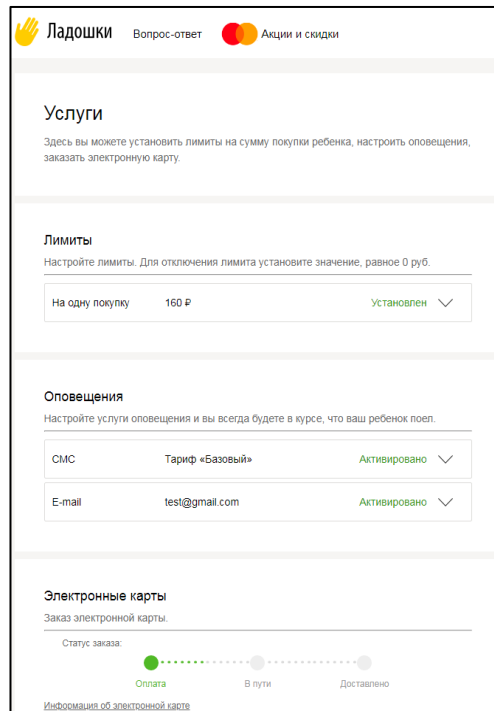 Ладошки Вопрос-ответ Акции и скидки
Услуги
Здесь вы можете установить лимиты на сумму покупки ребенка, настроить оповещения,
заказать электронную карту.
Лимиты
Настройте лимиты. Для отключения лимита установите значение, равное 0 руб.
На одну покупку 160 ₽ Установлен
Оповещения
Настройте услуги оповещения и вы всегда будете в курсе, что ваш ребенок поел.
СМС Тариф «Базовый» Активировано
E-mail test@gmail.com Активировано
Электронные карты
Заказ электронной карты.
Статус заказа:
Оплата В пути Доставлено
Информация об электронной карте